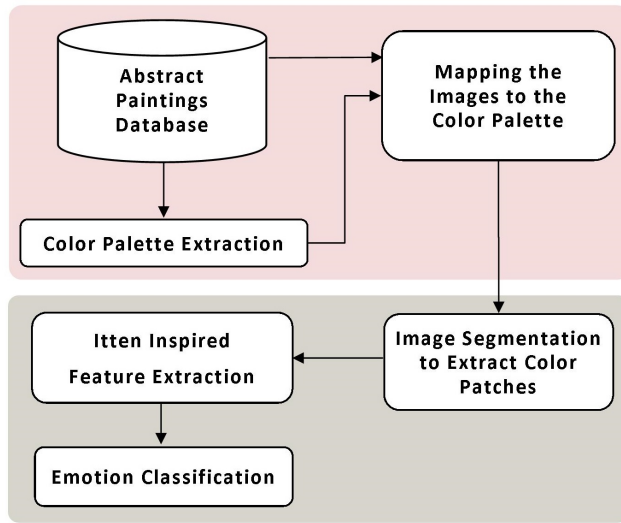 Abstract
Paintings
Database
Mapping the
Images to the
Color Palette
Color Palette Extraction
Image Segmentation
to Extract Color
Patches
Itten Inspired
Feature Extraction
Emotion Classification